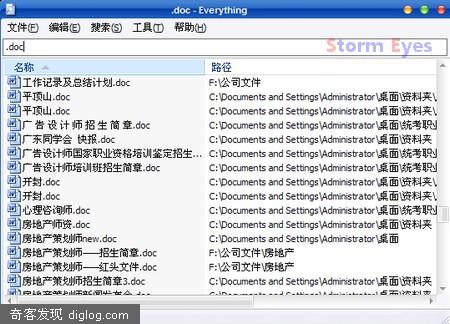 .doc - Everything
文件(F) 编辑(E) 搜索(S) 工具(T) 帮助(H)
.doc
Storm Eyes
名称 路径
工作记录及总结计划.doc F:\公司文件
平顶山.doc C:\Documents and Settings\Administrator\桌面\资料夹\
平顶山.doc C:\Documents and Settings\Administrator\桌面\资料夹\
广 告 设 计 师 招 生 简 章.doc C:\Documents and Settings\Administrator\桌面\统考职业
广东同学会 快报.doc C:\Documents and Settings\Administrator\桌面\资料夹
广告设计师国家职业资格培训鉴定招生... C:\Documents and Settings\Administrator\桌面\统考职业
广告设计师培训班招生简章.doc C:\Documents and Settings\Administrator\桌面\资料夹
开封.doc C:\Documents and Settings\Administrator\桌面\资料夹\
开封.doc C:\Documents and Settings\Administrator\桌面\资料夹\
心理咨询师.doc C:\Documents and Settings\Administrator\桌面\统考职业
房地产师资.doc C:\Documents and Settings\Administrator\桌面\统考职业
房地产策划师new.doc C:\Documents and Settings\Administrator\桌面
房地产策划师——招生简章.doc F:\公司文件\房地产
房地产策划师——红头文件.doc F:\公司文件\房地产
房地产策划师招生简章3.doc C:\Documents and Settings\Administrator\桌面\资料夹
C:\Documents and Settings\Administrator\桌面\资料夹
奇客发现 diglog.com